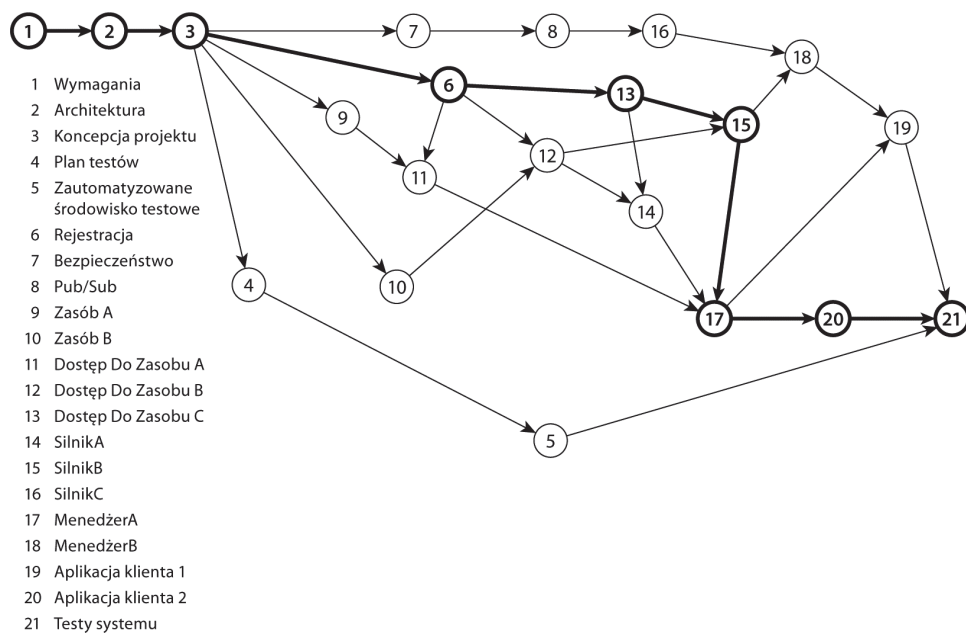 1 2 3 7 8 16
18
6 13
9 15 19
12
11
14
4 10
17 20 21
5
1 Wymagania
2 Architektura
3 Koncepcja projektu
4 Plan testów
5 Zautomatyzowane
środowisko testowe
6 Rejestracja
7 Bezpieczeństwo
8 Pub/Sub
9 Zasób A
10 Zasób B
11 Dostęp Do Zasobu A
12 Dostęp Do Zasobu B
13 Dostęp Do Zasobu C
14 SilnikA
15 SilnikB
16 SilnikC
17 MenedżerA
18 MenedżerB
19 Aplikacja klienta 1
20 Aplikacja klienta 2
21 Testy systemu